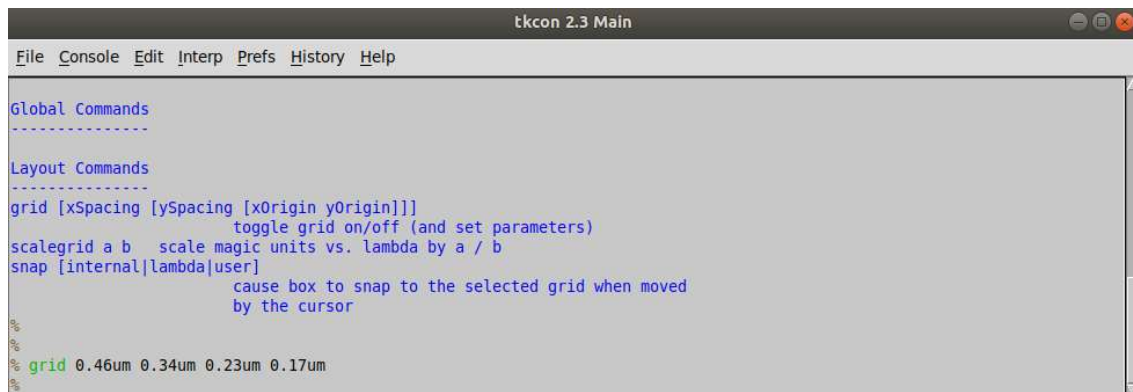 tkcon 2.3 Main
File Console Edit Interp Prefs History Help
Global Commands
---------------
Layout Commands
---------------
grid [xSpacing [ySpacing [xOrigin yOrigin]]]
toggle grid on/off (and set parameters)
scalegrid a b scale magic units vs. lambda by a / b
snap [internal|lambda|user]
cause box to snap to the selected grid when moved
by the cursor
%
%
% grid 0.46um 0.34um 0.23um 0.17um
%